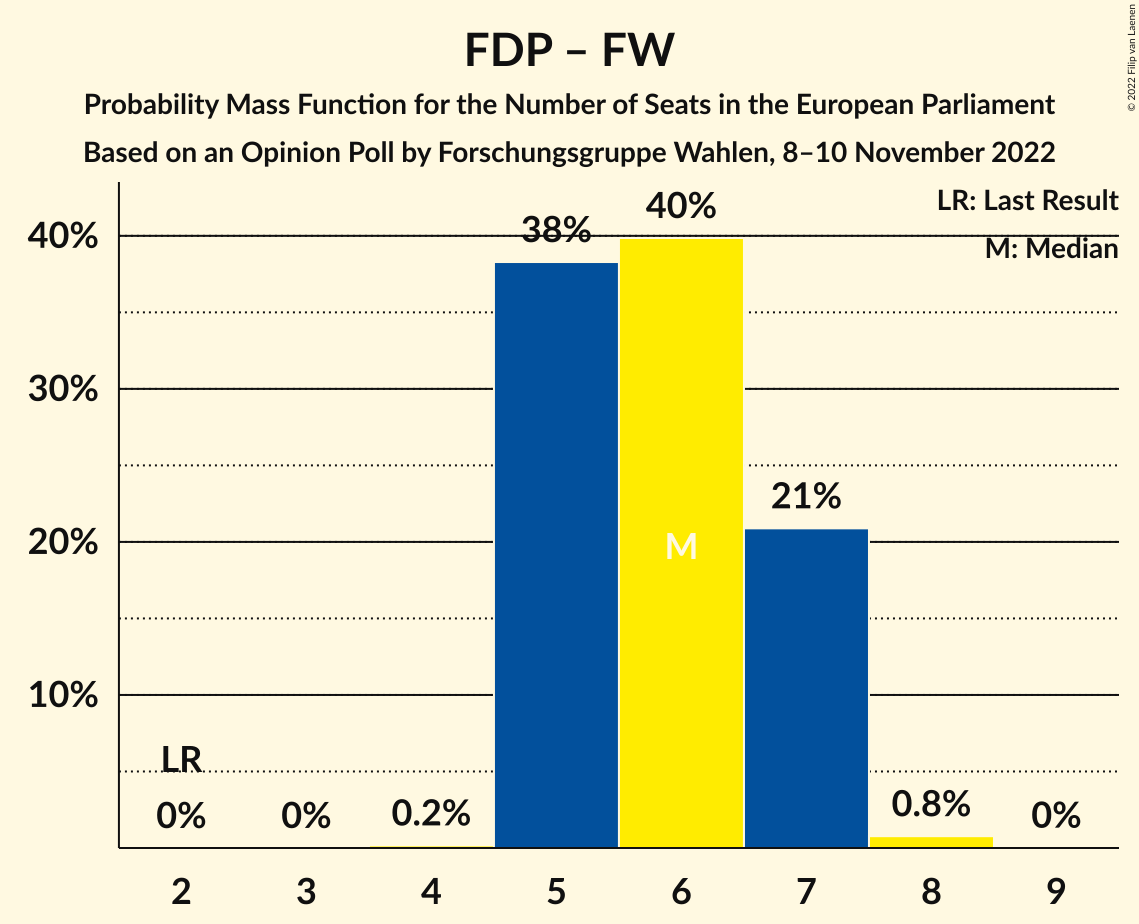 FDP – FW
Probability Mass Function for the Number of Seats in the European Parliament
Based on an Opinion Poll by Forschungsgruppe Wahlen, 8–10 November 2022
© 2022 Filip van Laenen
LR: Last Result
M: Median
40%
30%
20%
10%
LR
0%
0%
0.2%
38%
40%
M
21%
0.8%
0%
2 3 4 5 6 7 8 9